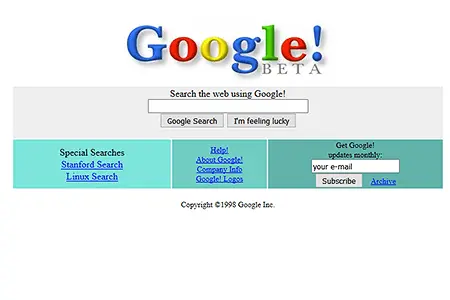 Google!
BETA
Search the web using Google!
Google Search I'm feeling lucky
Special Searches
Stanford Search
Linux Search
Help!
About Google!
Company Info
Google! Logos
Get Google!
updates monthly:
your e-mail
Subscribe Archive
Copyright ©1998 Google Inc.